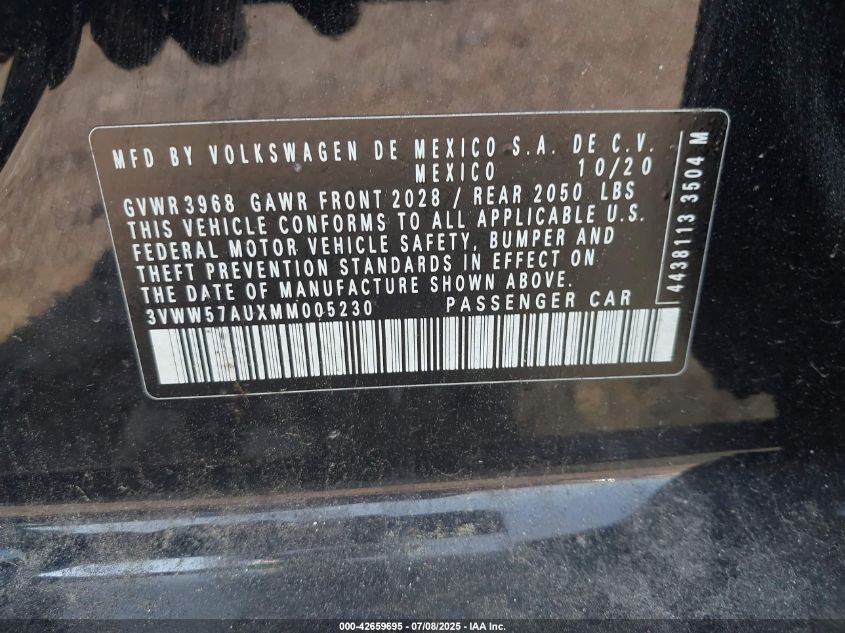 MFD BY VOLKSWAGEN DE MEXICO S.A. DE C.V.
MEXICO 10/20
GVWR 3968 GAWR FRONT 2028 / REAR 2050 LBS
THIS VEHICLE CONFORMS TO ALL APPLICABLE U.S.
FEDERAL MOTOR VEHICLE SAFETY, BUMPER AND
THEFT PREVENTION STANDARDS IN EFFECT ON
THE DATE OF MANUFACTURE SHOWN ABOVE.
3VWW57AUXMM005230 PASSENGER CAR
4438113 3504 M
000-42659695 - 07/08/2025 - IAA Inc.